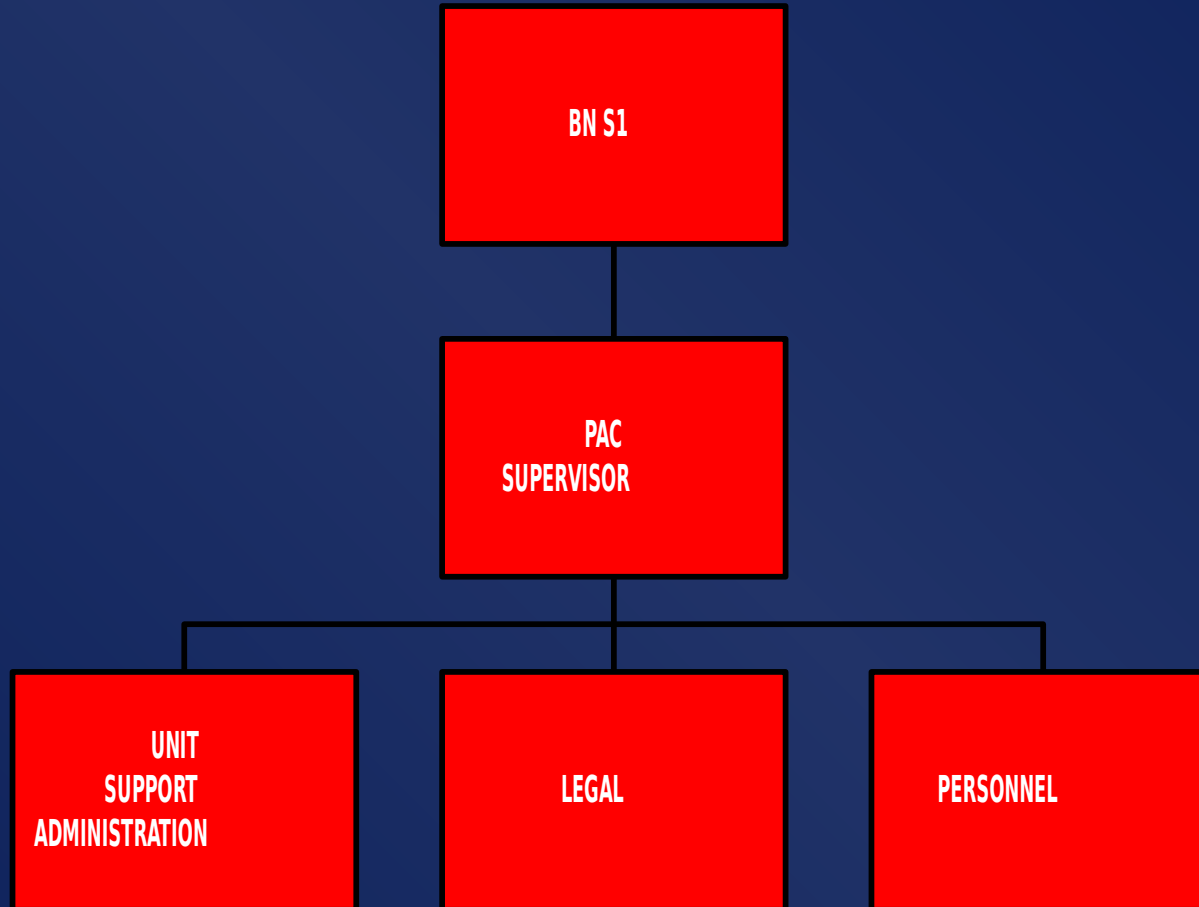 BN S1
PAC
SUPERVISOR
UNIT
SUPPORT
ADMINISTRATION
LEGAL
PERSONNEL